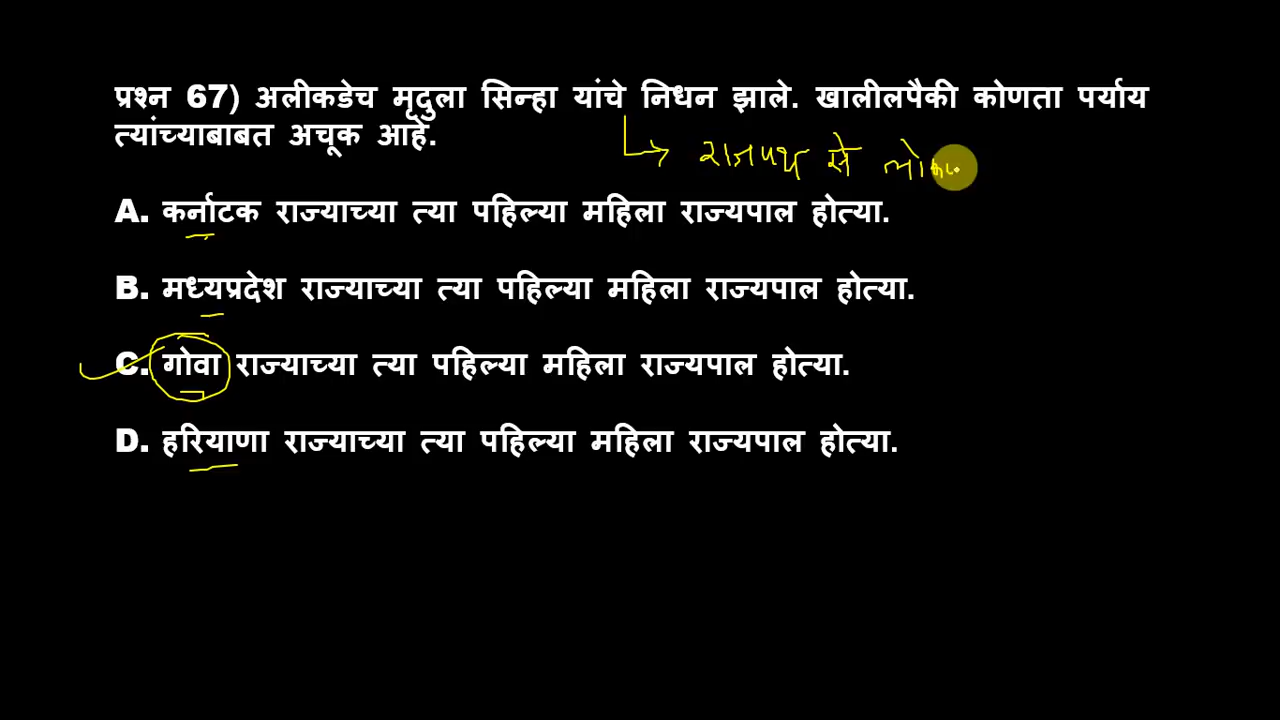 प्रश्न 67) अलीकडेच मृदुला सिन्हा यांचे निधन झाले. खालीलपैकी कोणता पर्याय
त्यांच्याबाबत अचूक आहे.
राजपथ से
A. कर्नाटक राज्याच्या त्या पहिल्या महिला राज्यपाल होत्या.
B. मध्यप्रदेश राज्याच्या त्या पहिल्या महिला राज्यपाल होत्या.
C. गोवा राज्याच्या त्या पहिल्या महिला राज्यपाल होत्या.
D. हरियाणा राज्याच्या त्या पहिल्या महिला राज्यपाल होत्या.